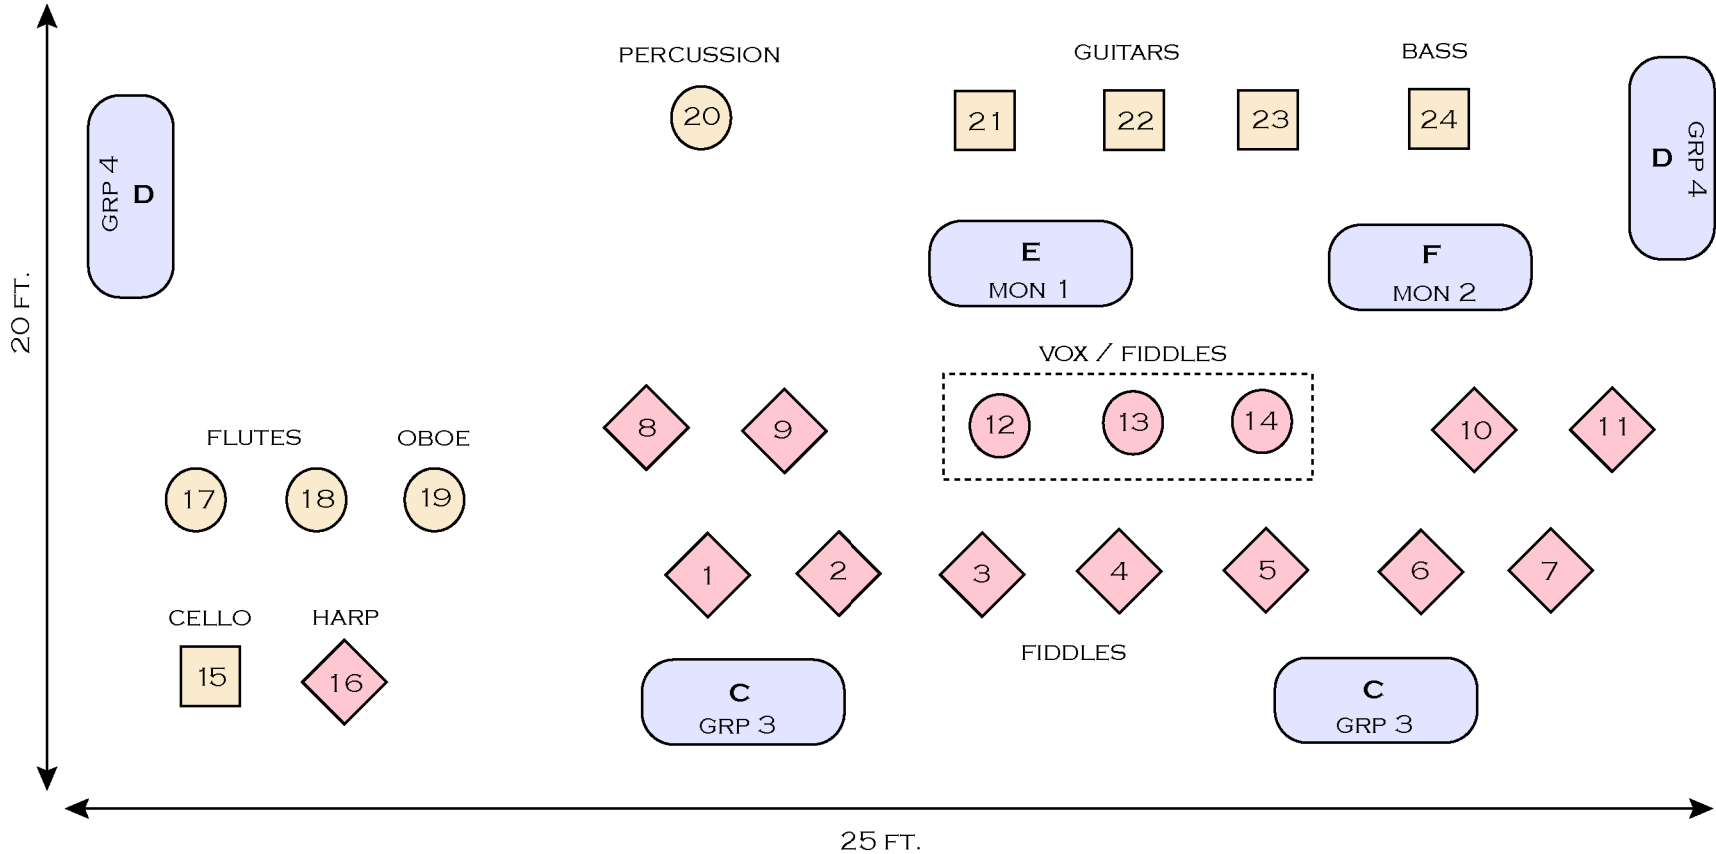 PERCUSSION
GUITARS
BASS
20
21
22
23
24
GRP 4
D
D
GRP 4
E
MON 1
F
MON 2
20 FT.
VOX / FIDDLES
8
9
12
13
14
10
11
FLUTES
OBOE
17
18
19
1
2
3
4
5
6
7
CELLO
HARP
FIDDLES
15
16
C
GRP 3
C
GRP 3
25 FT.